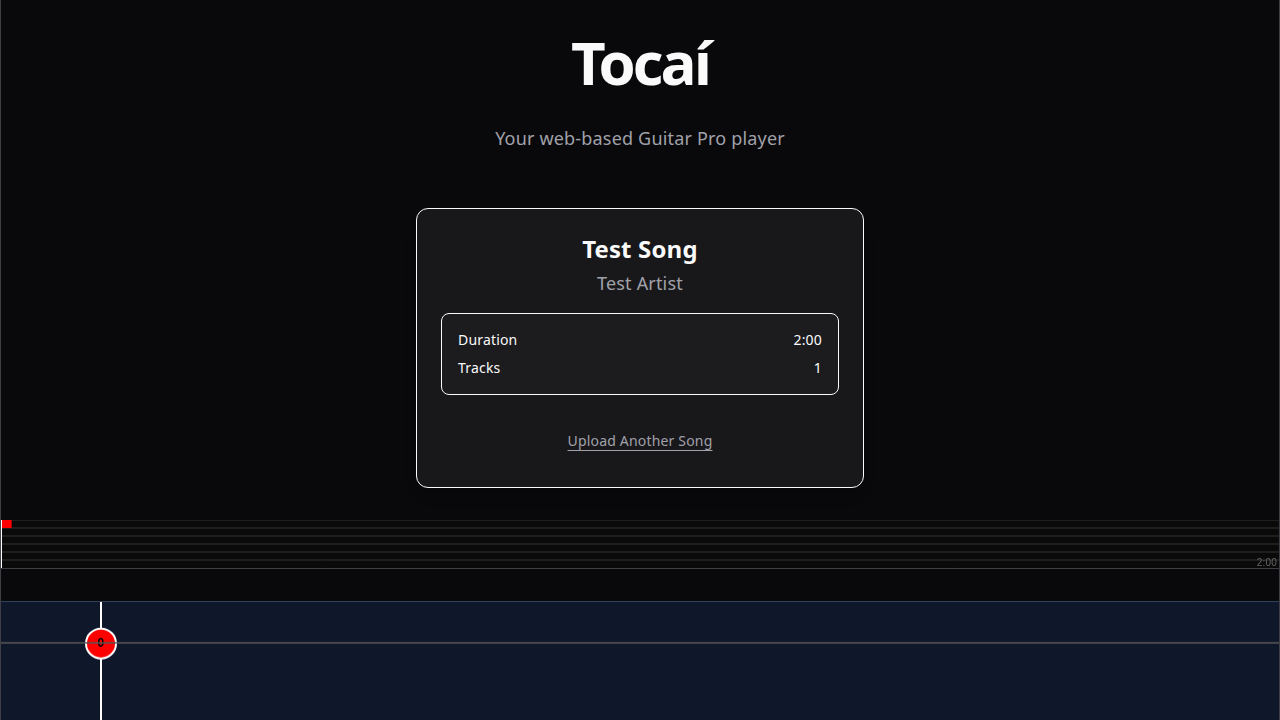 Tocaí
Your web-based Guitar Pro player
Test Song
Test Artist
Duration 2:00
Tracks 1
Upload Another Song
2:00
0